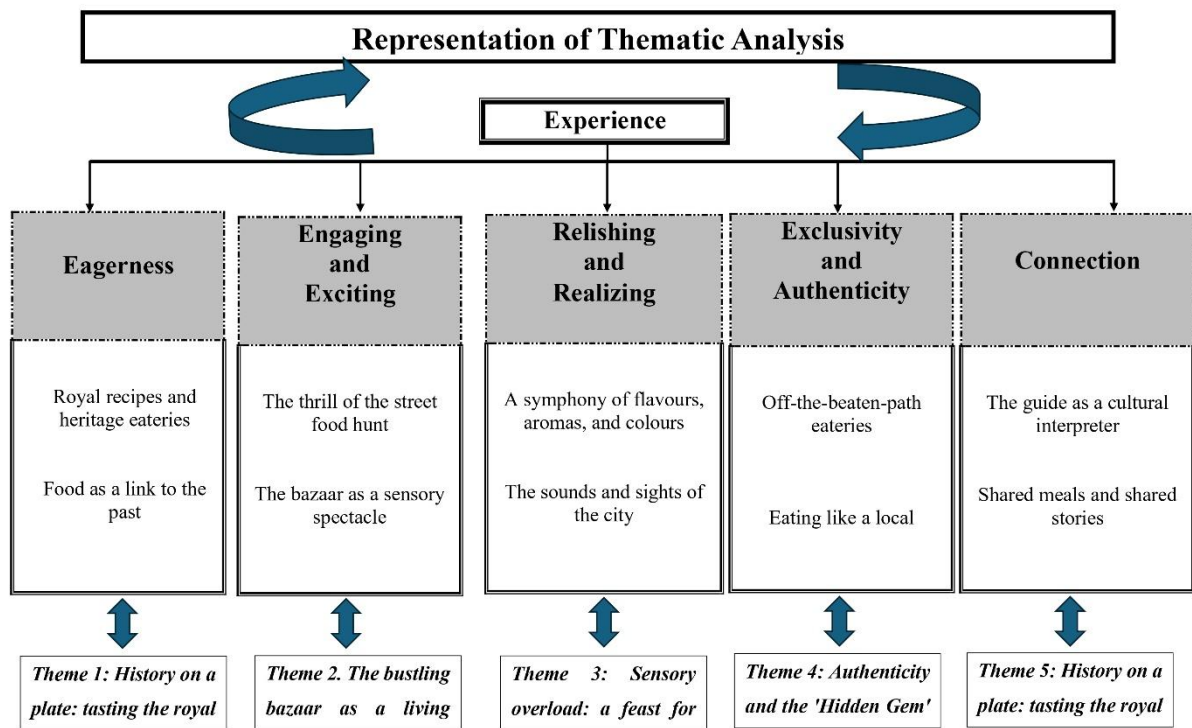 Representation of Thematic Analysis
Experience
Eagerness
Royal recipes and
heritage eateries
Food as a link to the
past
Theme 1: History on a
plate: tasting the royal
Engaging
and
Exciting
The thrill of the street
food hunt
The bazaar as a sensory
spectacle
Theme 2. The bustling
bazaar as a living
Relishing
and
Realizing
A symphony of flavours,
aromas, and colours
The sounds and sights of
the city
Theme 3: Sensory
overload: a feast for
Exclusivity
and
Authenticity
Off-the-beaten-path
eateries
Eating like a local
Theme 4: Authenticity
and the 'Hidden Gem'
Connection
The guide as a cultural
interpreter
Shared meals and shared
stories
Theme 5: History on a
plate: tasting the royal